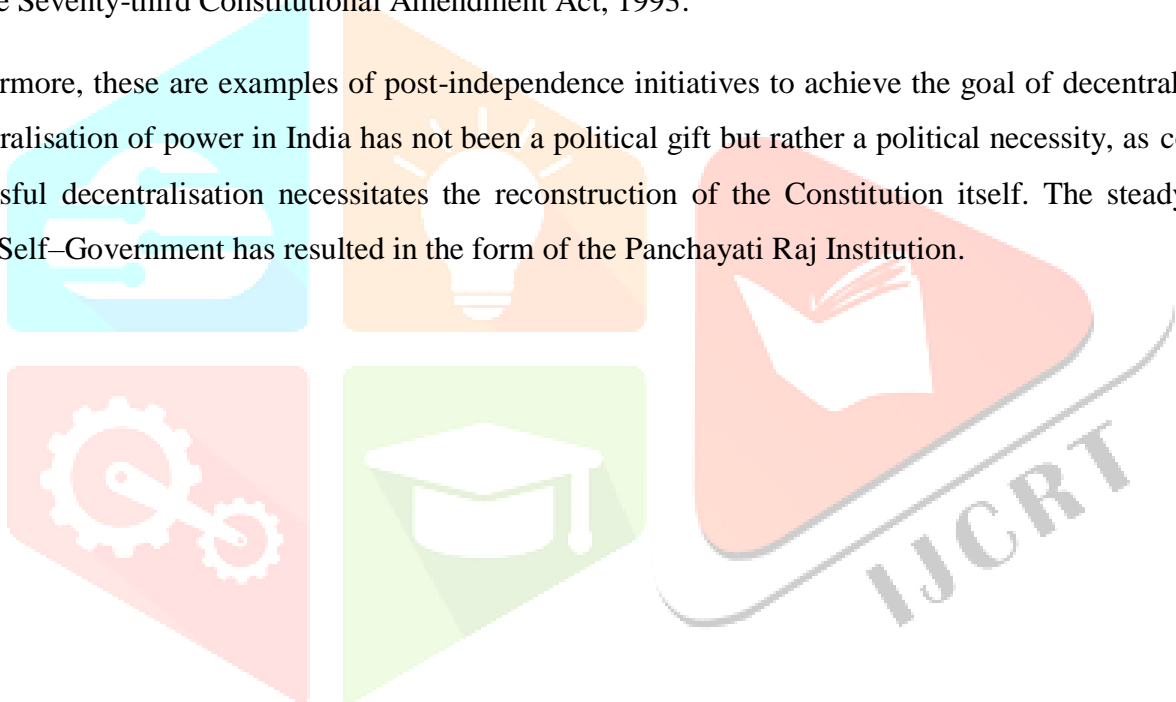 e Seventy-third Constitutional Amendment Act, 1993.
rmore, these are examples of post-independence initiatives to achieve the goal of decentral
ralisation of power in India has not been a political gift but rather a political necessity, as c
sful decentralisation necessitates the reconstruction of the Constitution itself. The steady
Self–Government has resulted in the form of the Panchayati Raj Institution.
IJCRT